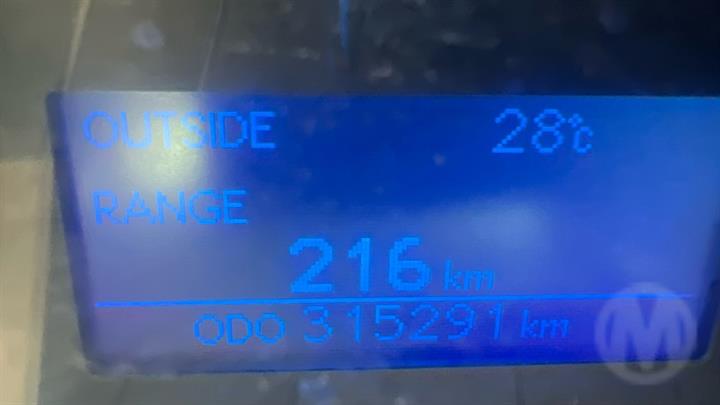 OUTSIDE 28°C
RANGE
216 km
ODO 315291 km
M